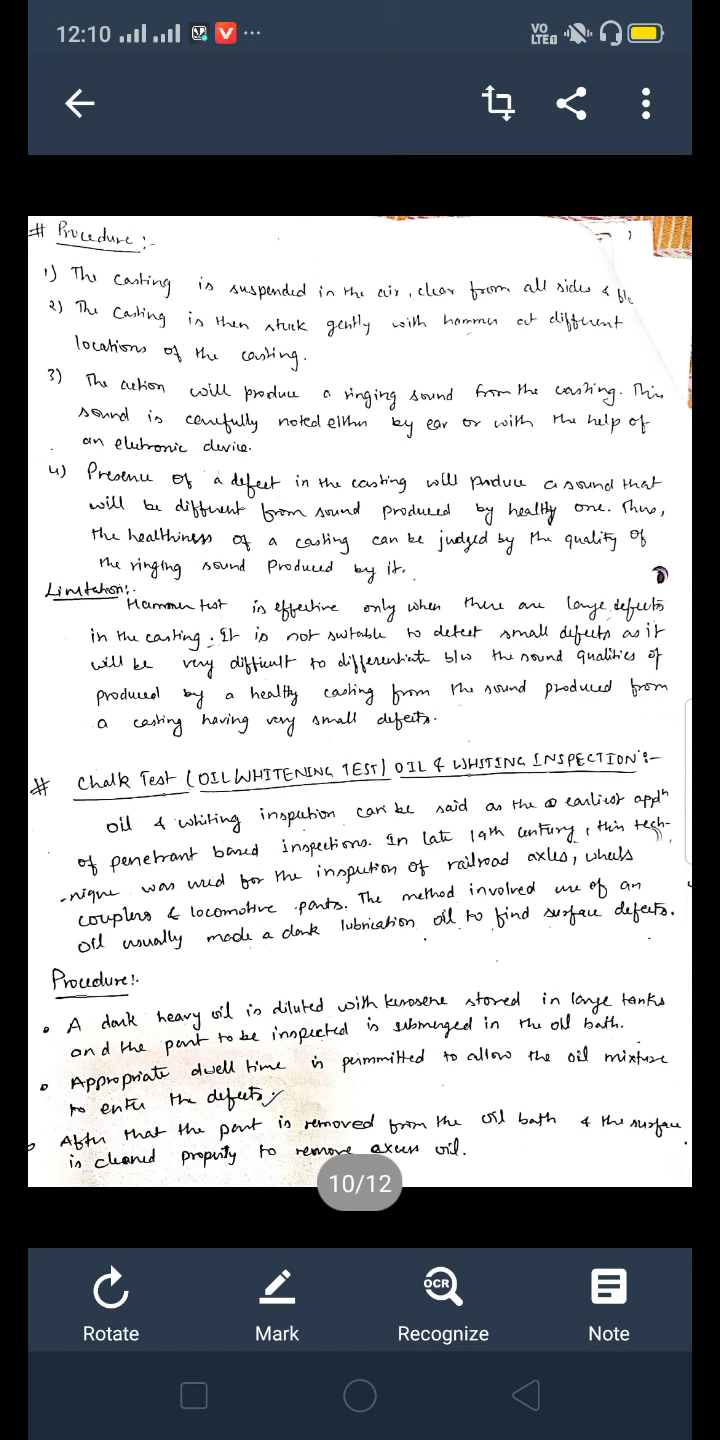 12:10
VO
LTE
# Procedure :-
1) The casting is suspended in the air, clear from all sides &
2) The casting is then stuck gently with hammer at different
locations of the casting.
3) The action will produce a ringing sound from the casting. This
sound is carefully noted either by ear or with the help of
an eletronic device.
4) Presence of a defect in the casting will produce a sound that
will be different from sound produced by healthy one. Thus,
the healthiness of a casting can be judged by the quality of
the ringing sound Produced by it.
Limitation:-
Hammer test is effective only when there are large defects
in the casting. It is not suitable to detect small defects as it
will be very difficult to differentiate b/w the sound qualities of
produced by a healthy casting from the sound produced from
a casting having very small defects.
# Chalk Test (OIL WHITENING TEST) OIL & WHITING INSPECTION :-
oil & whiting inspection can be said as the earliest appln
of penetrant based inspections. In late 19th century, this tech-
-nique was used for the inspection of railroad axles, wheels
couplers & locomotive parts. The method involved use of an
oil usually made a dark lubrication oil to find surface defects.
Procedure:-
• A dark heavy oil is diluted with kerosene stored in large tanks
and the part to be inspected is submerged in the oil bath.
• Appropriate dwell time is permmitted to allow the oil mixture
to enter the defects.
After that the part is removed from the oil bath & the surface
is cleaned properly to remove axcess oil.
10/12
OCR
Rotate Mark Recognize Note